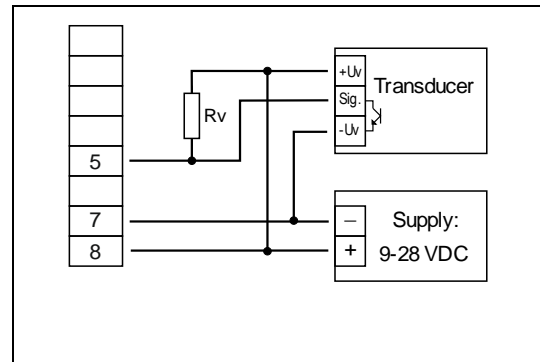 +Uv
Transducer
Sig.
Rv
-Uv
5
7
– Supply:
8
+ 9-28 VDC